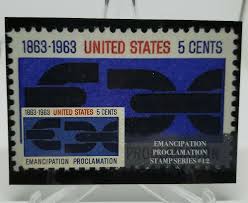 1863-1963 UNITED STATES 5 CENTS
1863-1963 UNITED STATES 5 CENTS
EMANCIPATION PROCLAMATION
EMANCIPATION
PROCLAMATION
STAMP SERIES #12